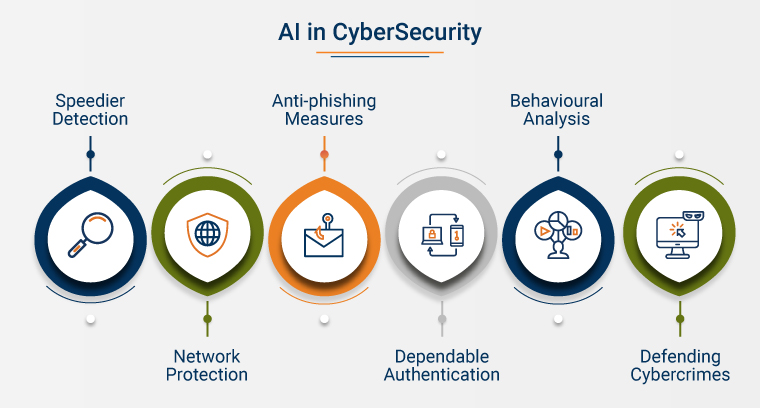 AI in CyberSecurity
Speedier
Detection
Anti-phishing
Measures
Behavioural
Analysis
Network
Protection
Dependable
Authentication
Defending
Cybercrimes